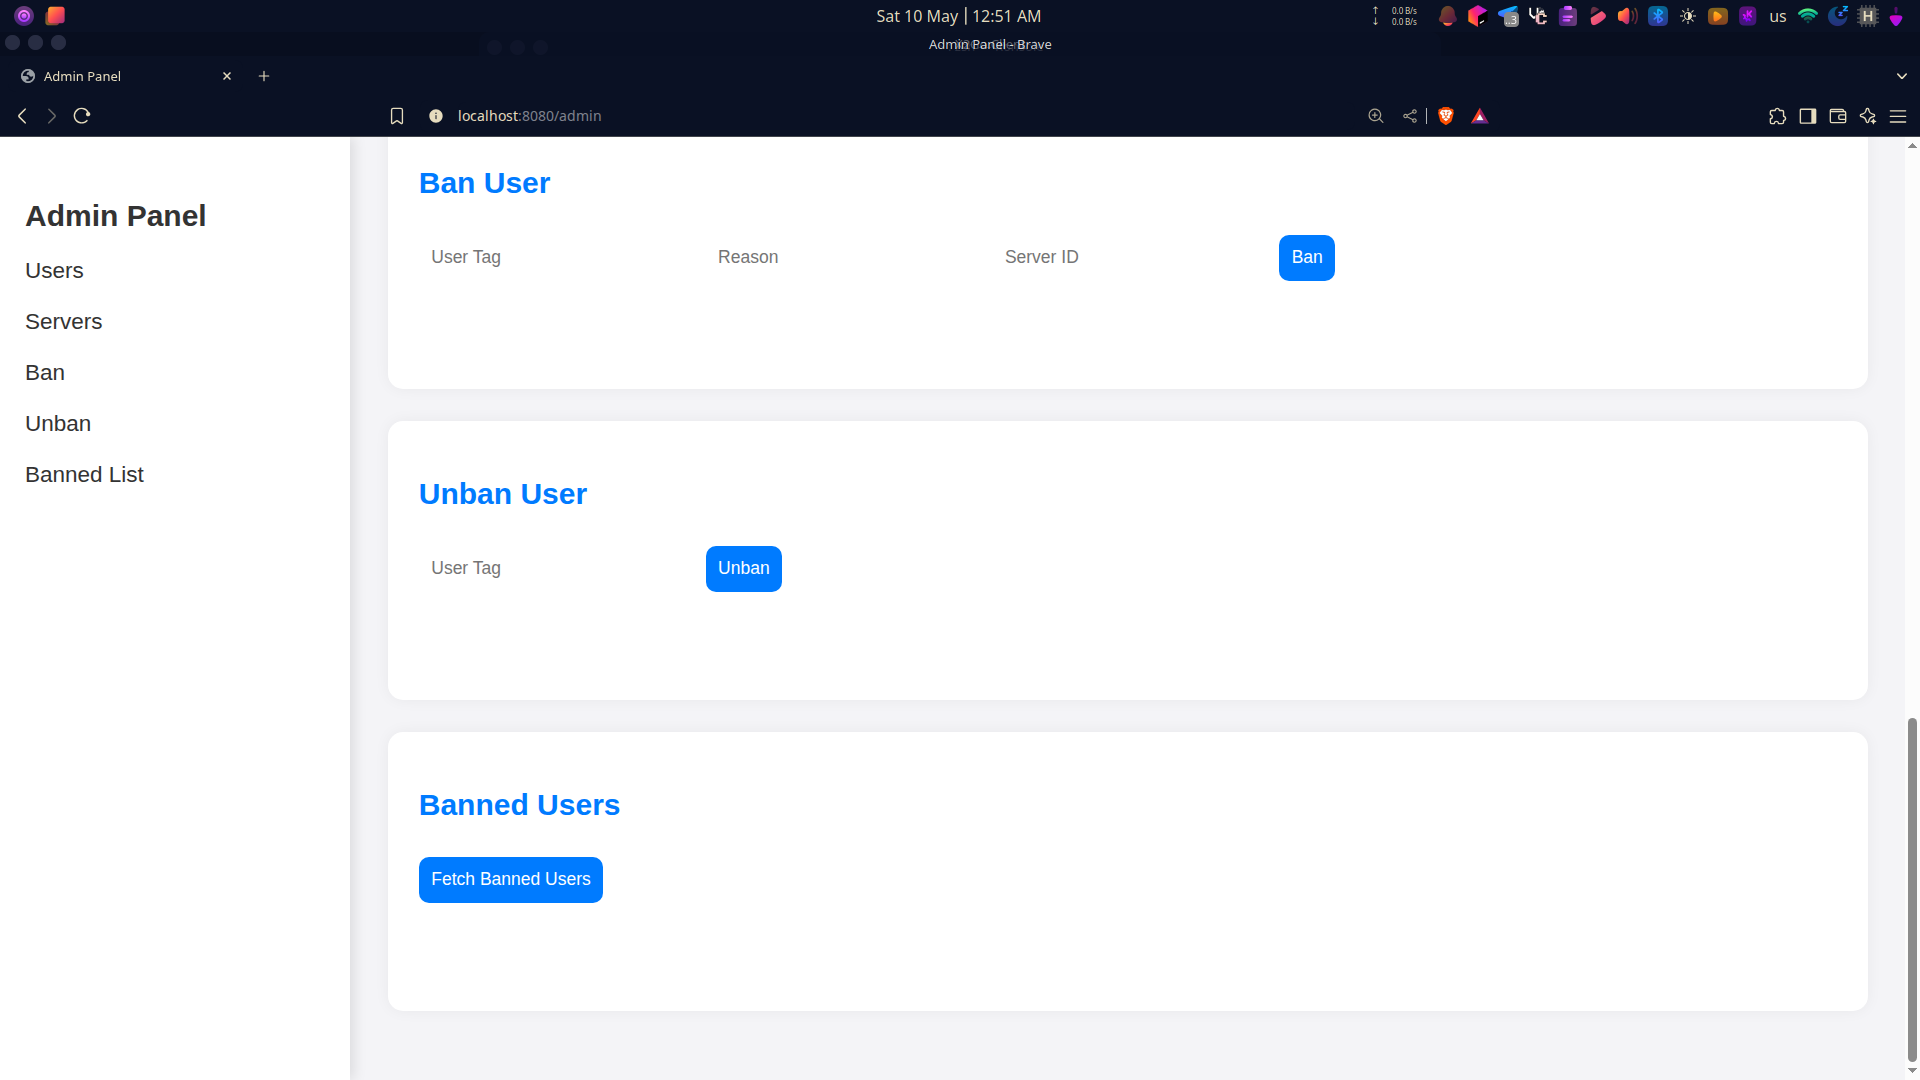 Sat 10 May | 12:51 AM
0.0 B/s
0.0 B/s
..3
us
H
Admin Panel - Brave
Admin Panel
localhost:8080/admin
Admin Panel
Users
Servers
Ban
Unban
Banned List
Ban User
User Tag
Reason
Server ID
Ban
Unban User
User Tag
Unban
Banned Users
Fetch Banned Users